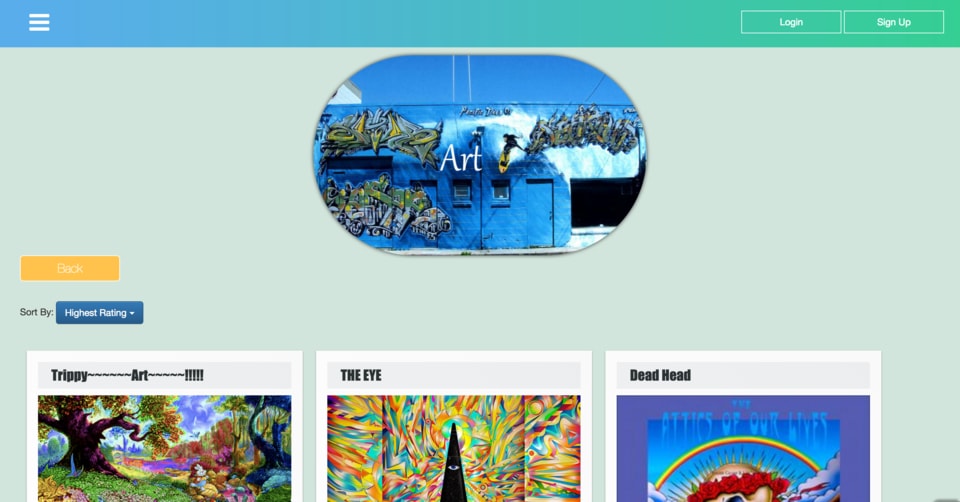 Login
Sign Up
Art
Back
Sort By: Highest Rating
Trippy~~~~~~Art~~~~~!!!!!
THE EYE
Dead Head
THE
ATTICS OF OUR LIVES